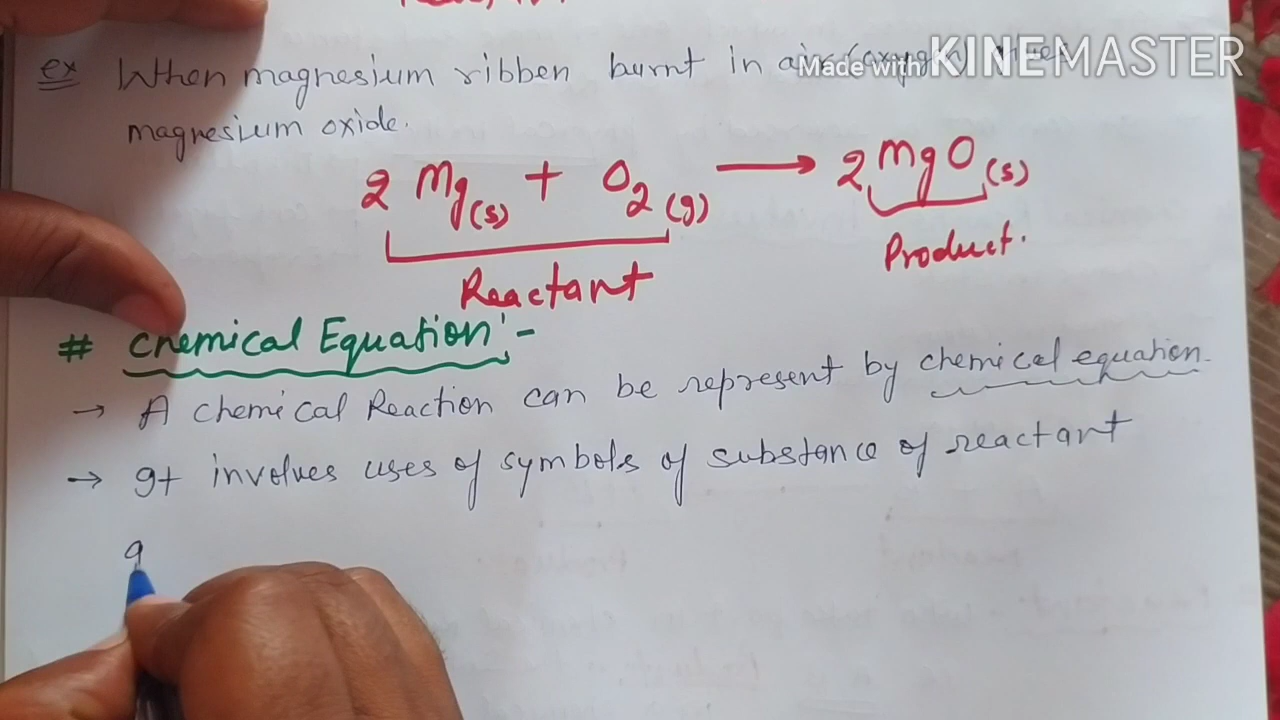 ex When magnesium ribben burnt in air
Made with KINEMASTER
magnesium oxide.
2 Mg(s) + O2(g) → 2 MgO(s)
Reactant
Product.
# Chemical Equation :-
→ A chemical Reaction can be represent by chemical equation.
→ It involves uses of symbols of substance of reactant
a